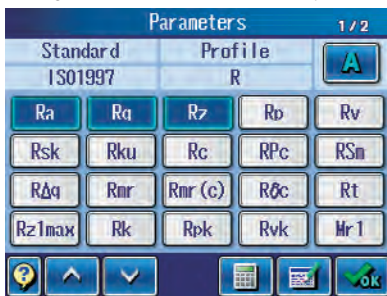 Parameters 1/2
Standard Profile
ISO1997 R
A
Ra Rq Rz Rp Rv
Rsk Rku Rc RPc RSm
RΔq Rmr Rmr(c) Rδc Rt
Rz1max Rk Rpk Rvk Mr1
? OK